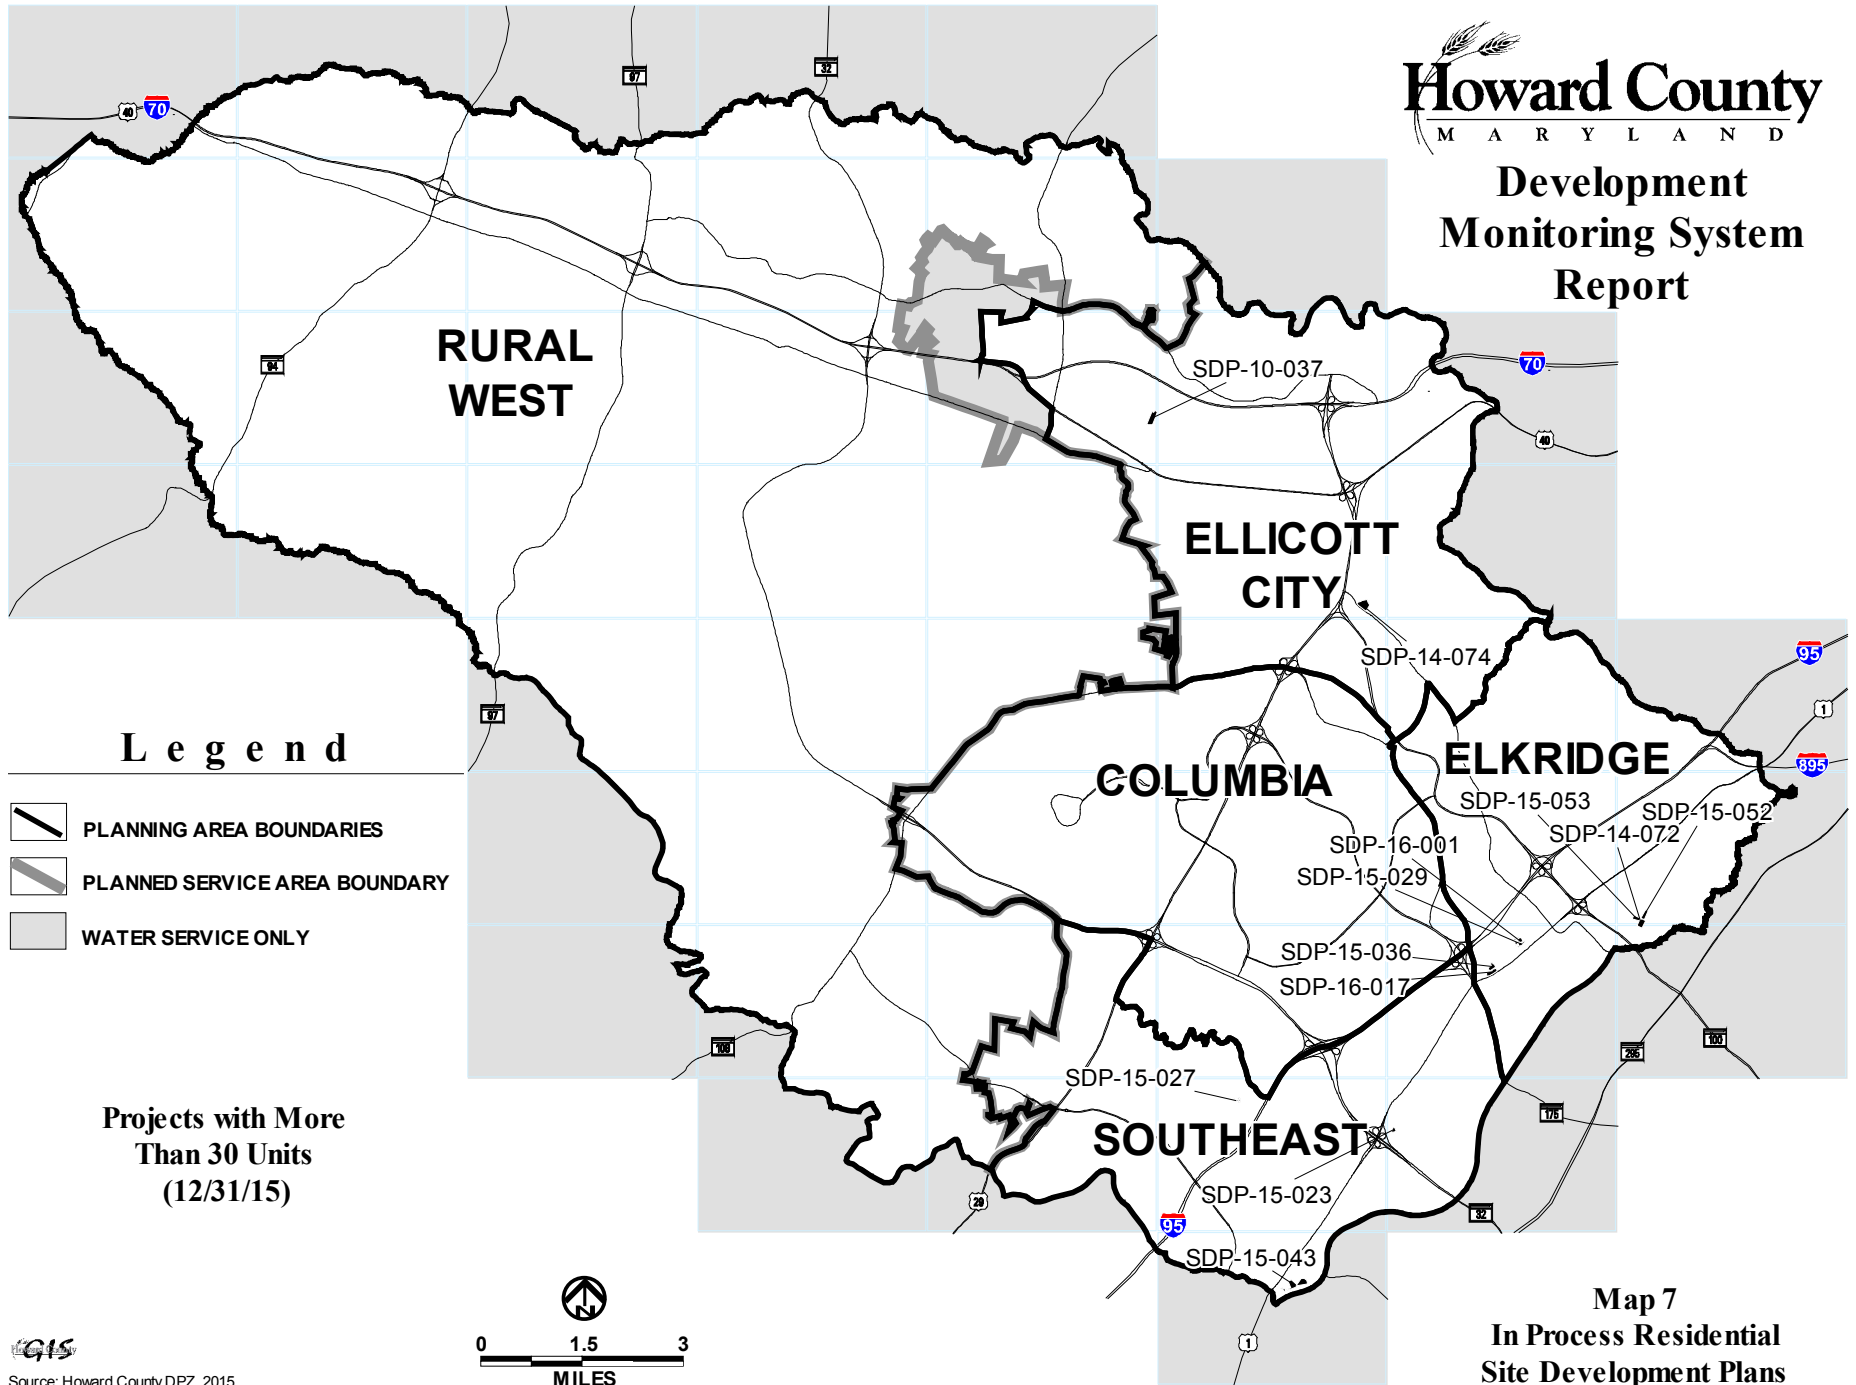 Howard County
MARYLAND
Development
Monitoring System
Report
40
70
97
32
RURAL
WEST
94
SDP-10-037
70
40
ELLICOTT
CITY
SDP-14-074
95
1
895
97
Legend
PLANNING AREA BOUNDARIES
PLANNED SERVICE AREA BOUNDARY
WATER SERVICE ONLY
COLUMBIA
ELKRIDGE
SDP-15-053
SDP-15-052
SDP-14-072
SDP-16-001
SDP-15-029
SDP-15-036
SDP-16-017
108
295
100
175
SDP-15-027
SOUTHEAST
SDP-15-023
29
95
32
SDP-15-043
1
Projects with More
Than 30 Units
(12/31/15)
N
0 1.5 3
MILES
Map 7
In Process Residential
Site Development Plans
Howard County
GIS
Source: Howard County DPZ, 2015